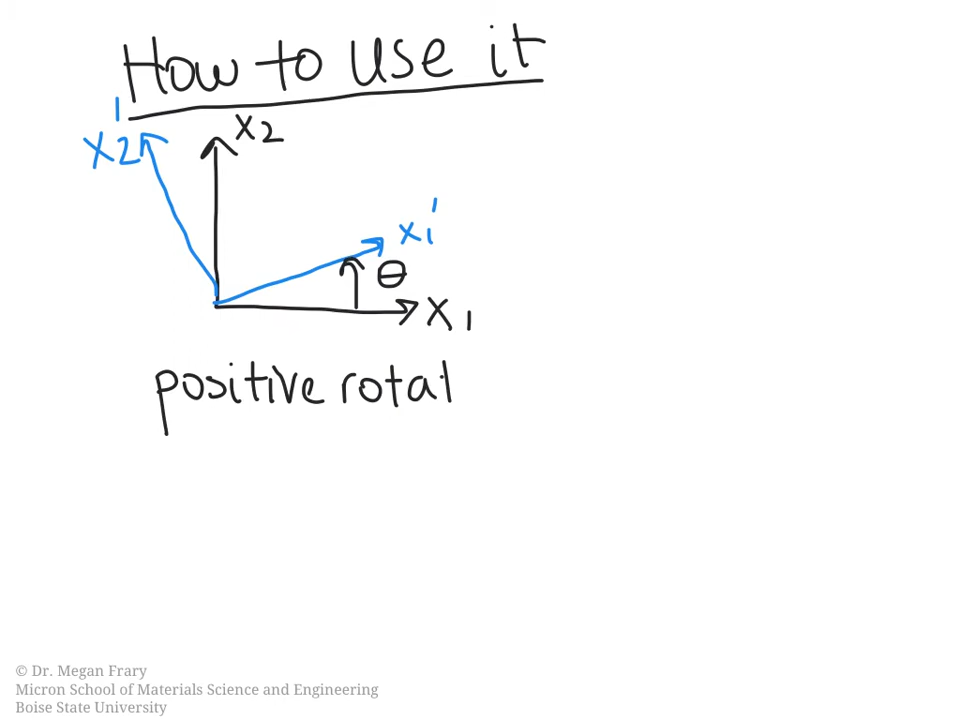 How to use it
x2'
x2
x1'
θ
x1
positive rotat
© Dr. Megan Frary
Micron School of Materials Science and Engineering
Boise State University